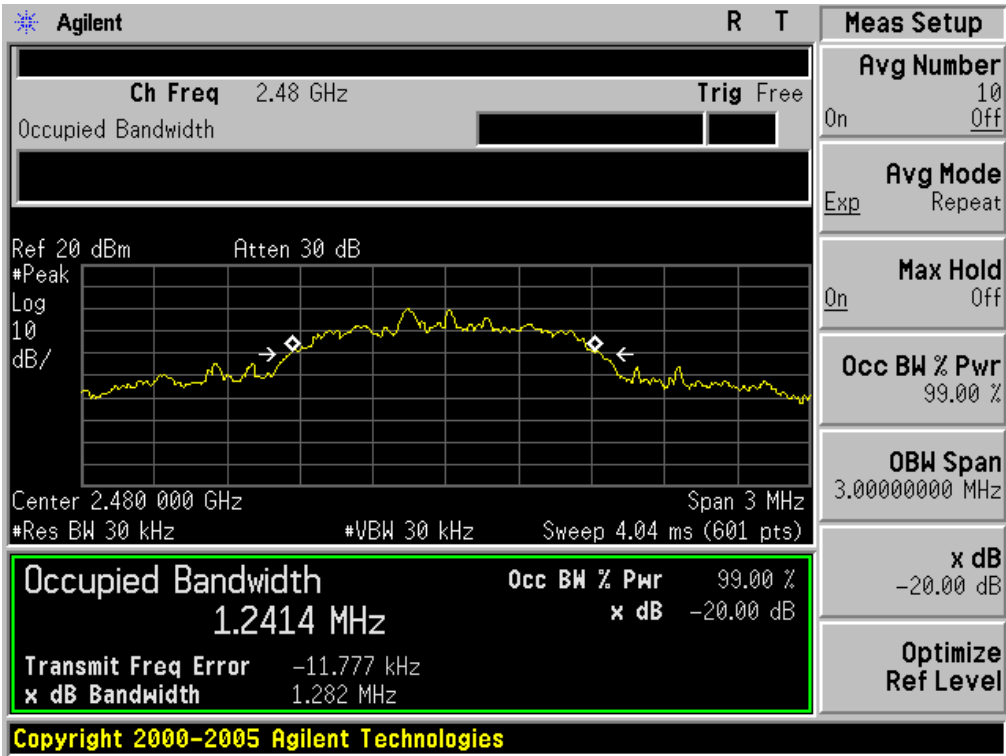 Agilent R T
Ch Freq 2.48 GHz Trig Free
Occupied Bandwidth
Ref 20 dBm Atten 30 dB
#Peak
Log
10
dB/
Center 2.480 000 GHz Span 3 MHz
#Res BW 30 kHz #VBW 30 kHz Sweep 4.04 ms (601 pts)
Occupied Bandwidth
1.2414 MHz
Occ BW % Pwr 99.00 %
x dB -20.00 dB
Transmit Freq Error -11.777 kHz
x dB Bandwidth 1.282 MHz
Copyright 2000-2005 Agilent Technologies
Meas Setup
Avg Number
10
On Off
Avg Mode
Exp Repeat
Max Hold
On Off
Occ BW % Pwr
99.00 %
OBW Span
3.00000000 MHz
x dB
-20.00 dB
Optimize
Ref Level